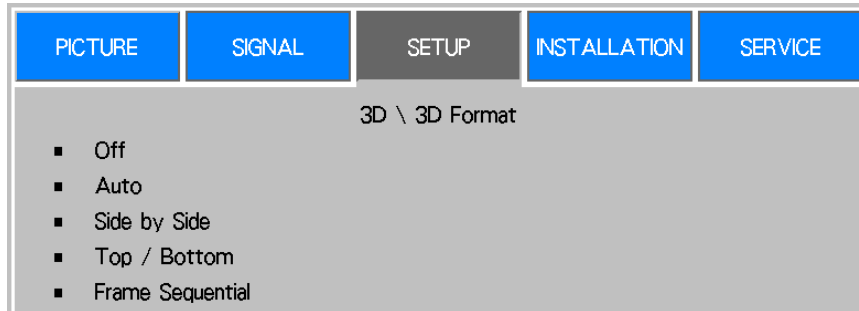 PICTURE SIGNAL SETUP INSTALLATION SERVICE
3D \ 3D Format
▪ Off
▪ Auto
▪ Side by Side
▪ Top / Bottom
▪ Frame Sequential